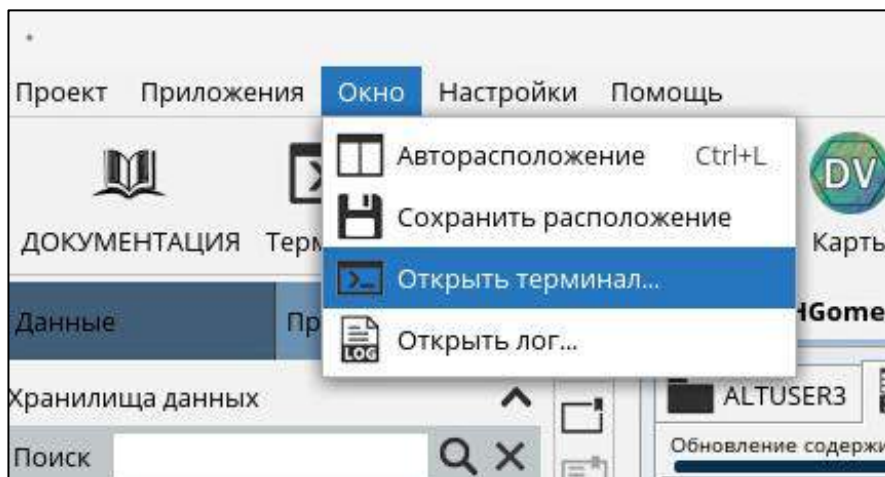 Проект Приложения Окно Настройки Помощь
Авторасположение Ctrl+L
Сохранить расположение
Открыть терминал...
LOG Открыть лог...
DV
ДОКУМЕНТАЦИЯ
Карты
Данные
Хранилища данных
Поиск
ALTUSER3
Обновление